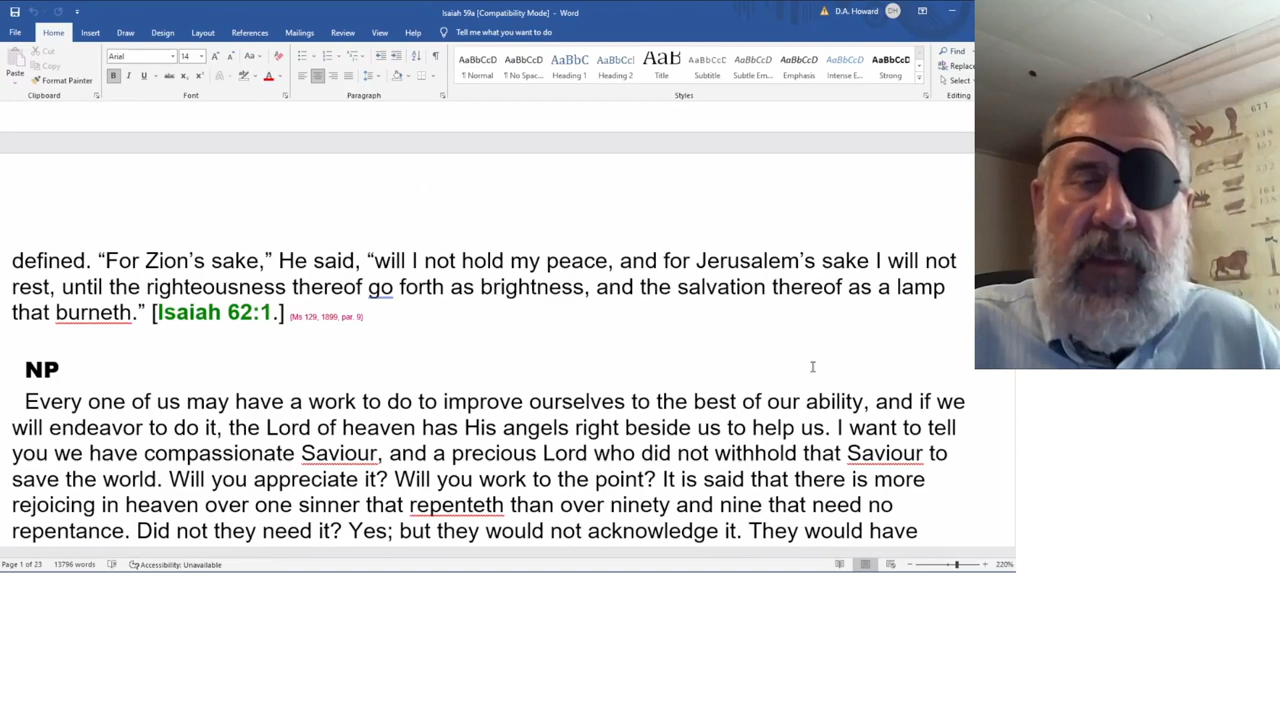 Isaiah 59a [Compatibility Mode] - Word
D.A. Howard DH
File Home Insert Draw Design Layout References Mailings Review View Help Tell me what you want to do
Paste
Cut
Copy
Format Painter
Clipboard
Arial 14
Font
Paragraph
AaBbCcD AaBbCcD AaBbC AaBbCcl AaB AaBbCcD AaBbCcD AaBbCcD AaBbCcD AaBbCcD
¶ Normal ¶ No Spac... Heading 1 Heading 2 Title Subtitle Subtle Em... Emphasis Intense E... Strong
Styles
Find
Replace
Select
Editing
defined. “For Zion’s sake,” He said, “will I not hold my peace, and for Jerusalem’s sake I will not
rest, until the righteousness thereof go forth as brightness, and the salvation thereof as a lamp
that burneth.” [Isaiah 62:1.] {Ms 129, 1899, par. 9}
NP
Every one of us may have a work to do to improve ourselves to the best of our ability, and if we
will endeavor to do it, the Lord of heaven has His angels right beside us to help us. I want to tell
you we have compassionate Saviour, and a precious Lord who did not withhold that Saviour to
save the world. Will you appreciate it? Will you work to the point? It is said that there is more
rejoicing in heaven over one sinner that repenteth than over ninety and nine that need no
repentance. Did not they need it? Yes; but they would not acknowledge it. They would have
Page 1 of 23 13796 words Accessibility: Unavailable 220%